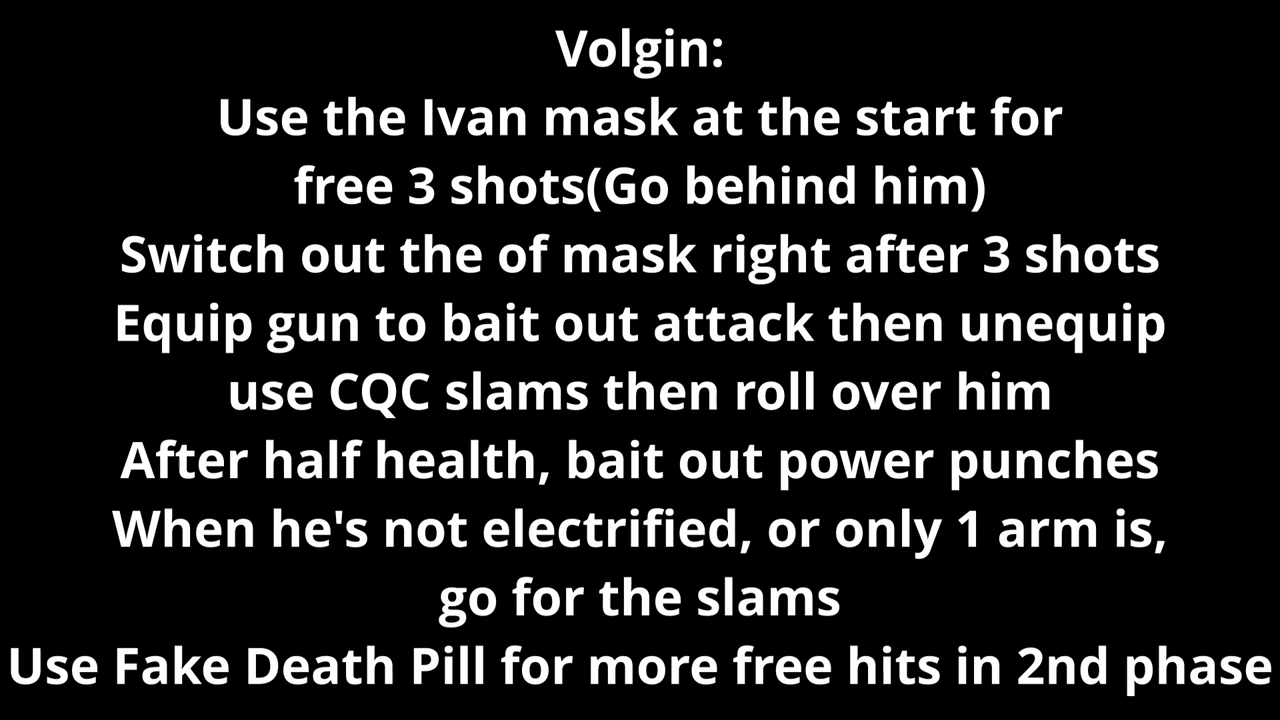 Volgin:
Use the Ivan mask at the start for
free 3 shots(Go behind him)
Switch out the of mask right after 3 shots
Equip gun to bait out attack then unequip
use CQC slams then roll over him
After half health, bait out power punches
When he's not electrified, or only 1 arm is,
go for the slams
Use Fake Death Pill for more free hits in 2nd phase